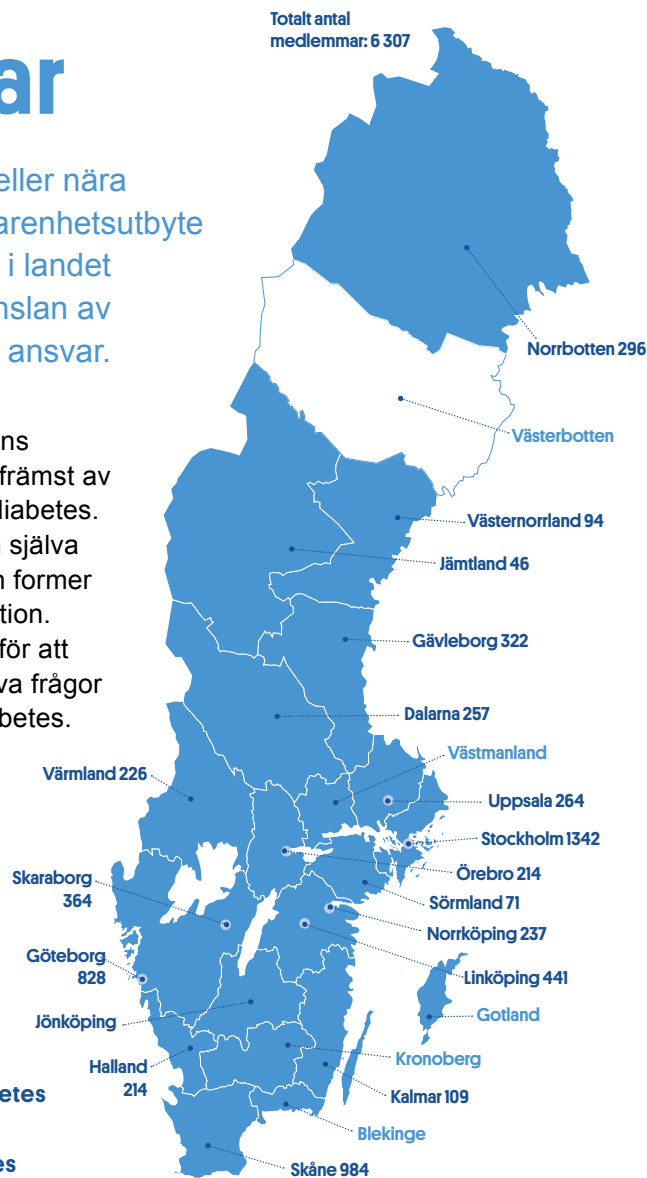 Totalt antal
medlemmar: 6 307
ar
eller nära
arenhetsutbyte
i landet
nslan av
ansvar.
ns
främst av
diabetes.
själva
n former
tion.
för att
va frågor
betes.
Norrbotten 296
Västerbotten
Västernorrland 94
Jämtland 46
Gävleborg 322
Dalarna 257
Västmanland
Värmland 226
Uppsala 264
Stockholm 1342
Örebro 214
Skaraborg
364
Sörmland 71
Norrköping 237
Göteborg
828
Linköping 441
Jönköping
Gotland
Kronoberg
Halland
214
Kalmar 109
etes
Blekinge
es
Skåne 984